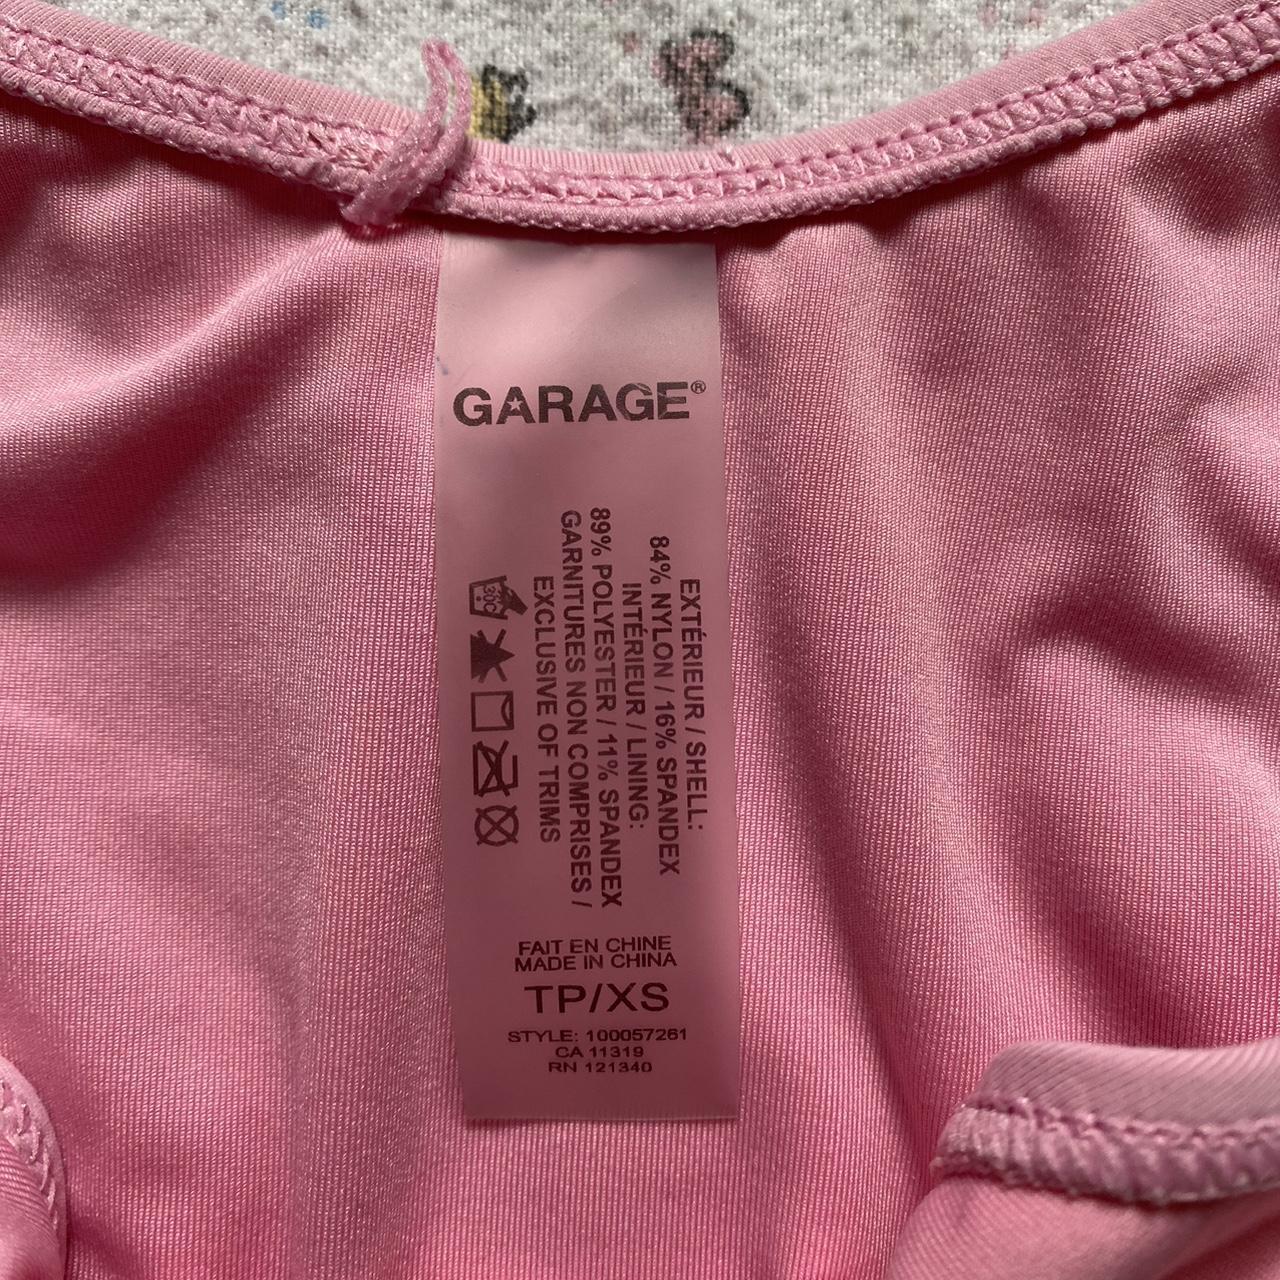 GARAGE®
EXTÉRIEUR / SHELL:
84% NYLON / 16% SPANDEX
INTÉRIEUR / LINING:
89% POLYESTER / 11% SPANDEX
GARNITURES NON COMPRISES /
EXCLUSIVE OF TRIMS
30C
FAIT EN CHINE
MADE IN CHINA
TP/XS
STYLE: 100057261
CA 11319
RN 121340